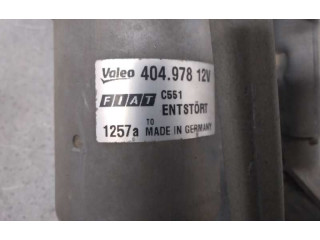 Valeo 404.978 12V
FIAT C551
ENTSTÖRT
1257a TO MADE IN GERMANY